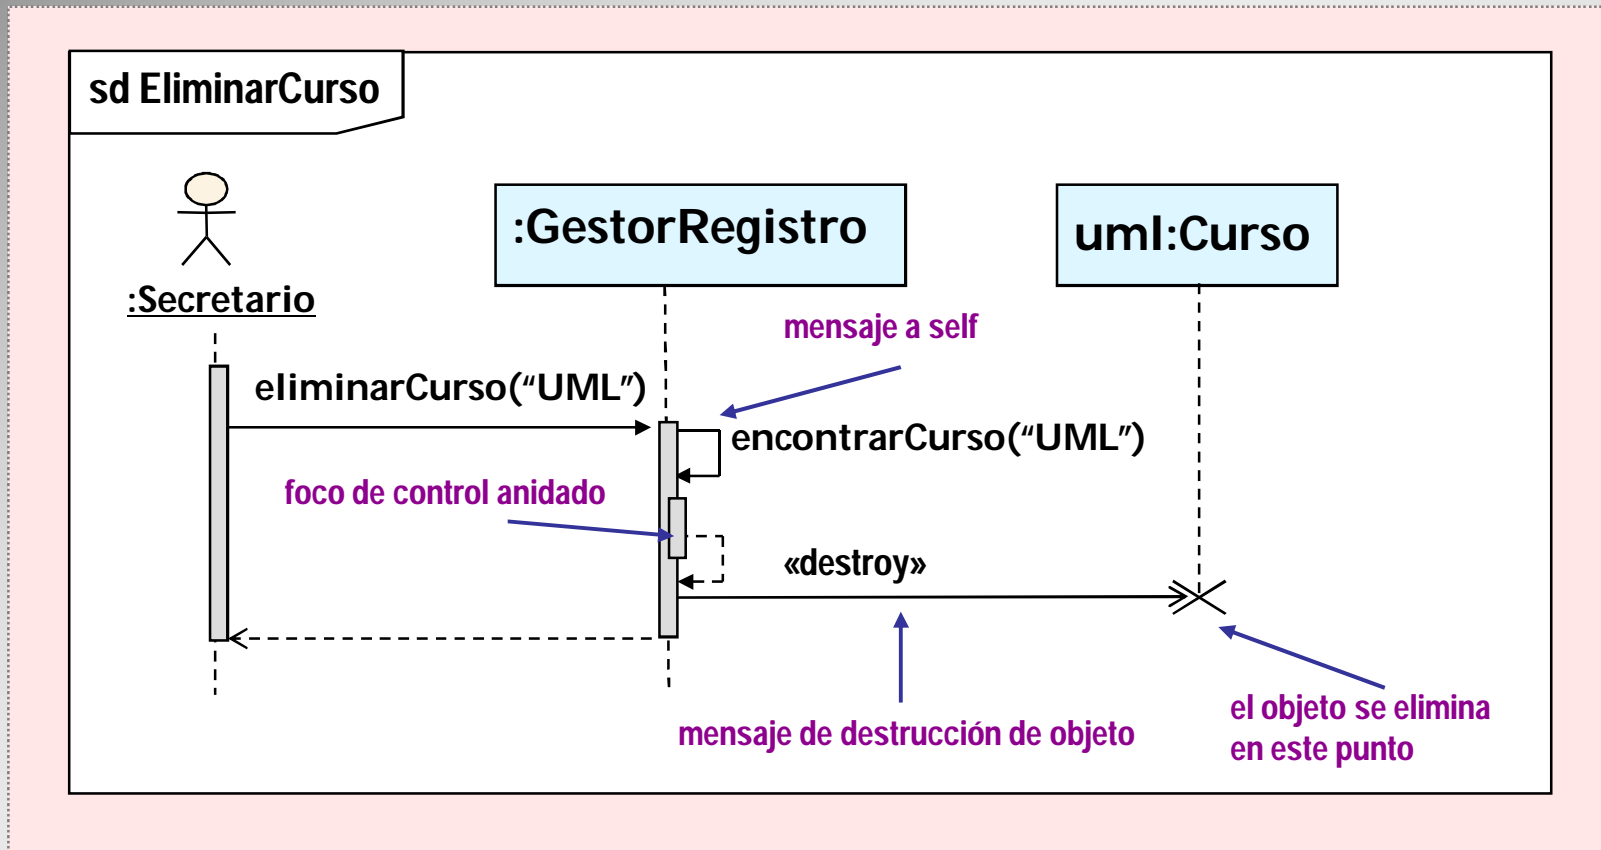 sd EliminarCurso
:GestorRegistro
uml:Curso
:Secretario
mensaje a self
eliminarCurso(“UML”)
encontrarCurso(“UML”)
foco de control anidado
«destroy»
mensaje de destrucción de objeto
el objeto se elimina
en este punto